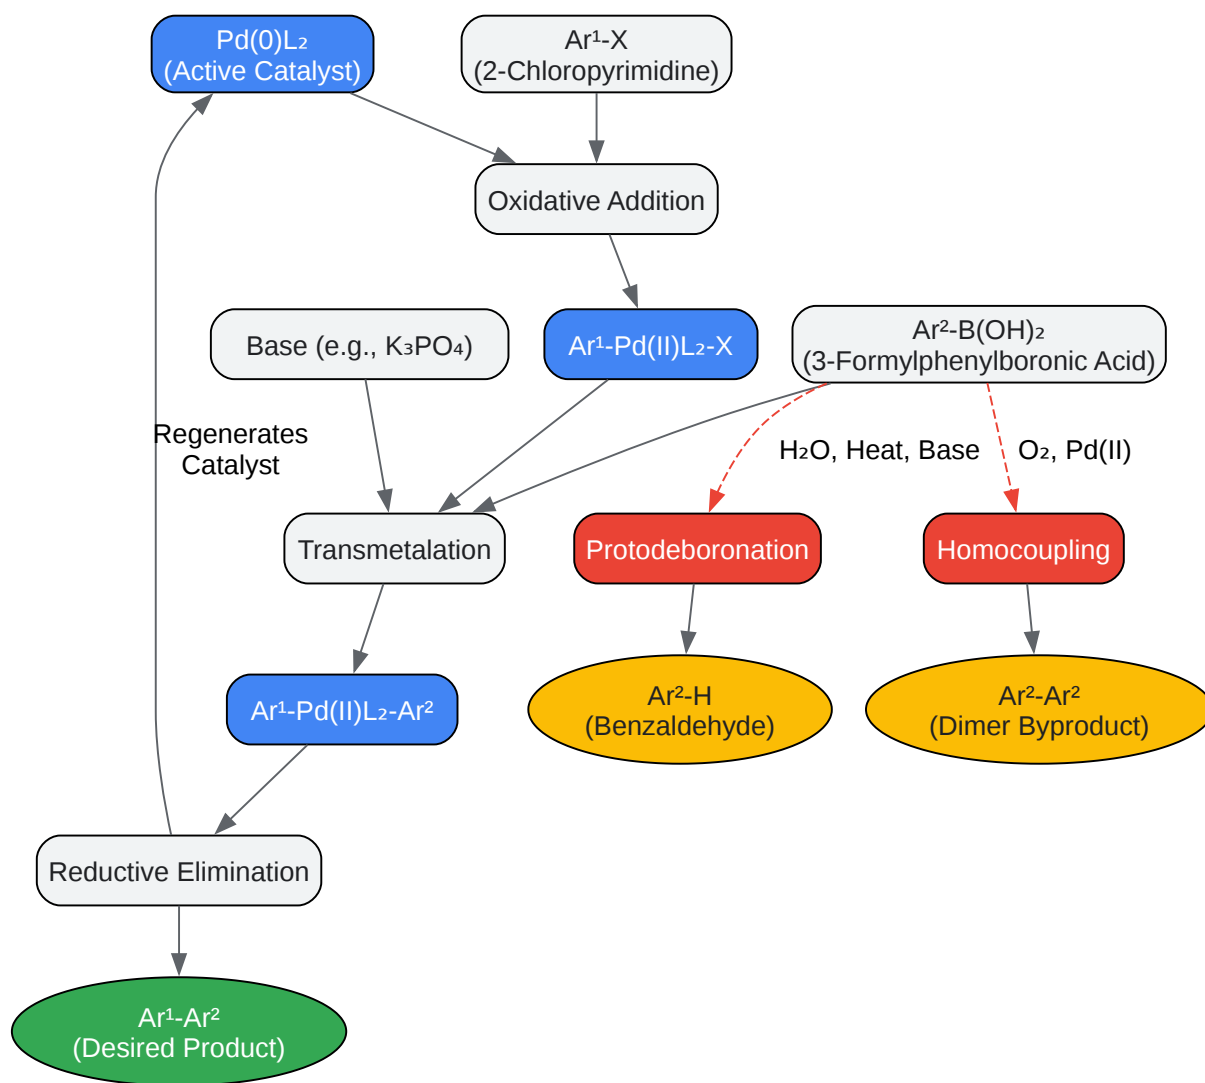 Pd(0)L₂
(Active Catalyst)
Ar¹-X
(2-Chloropyrimidine)
Oxidative Addition
Base (e.g., K₃PO₄)
Ar¹-Pd(II)L₂-X
Ar²-B(OH)₂
(3-Formylphenylboronic Acid)
Regenerates
Catalyst
H₂O, Heat, Base
O₂, Pd(II)
Transmetalation
Protodeboronation
Homocoupling
Ar¹-Pd(II)L₂-Ar²
Ar²-H
(Benzaldehyde)
Ar²-Ar²
(Dimer Byproduct)
Reductive Elimination
Ar¹-Ar²
(Desired Product)